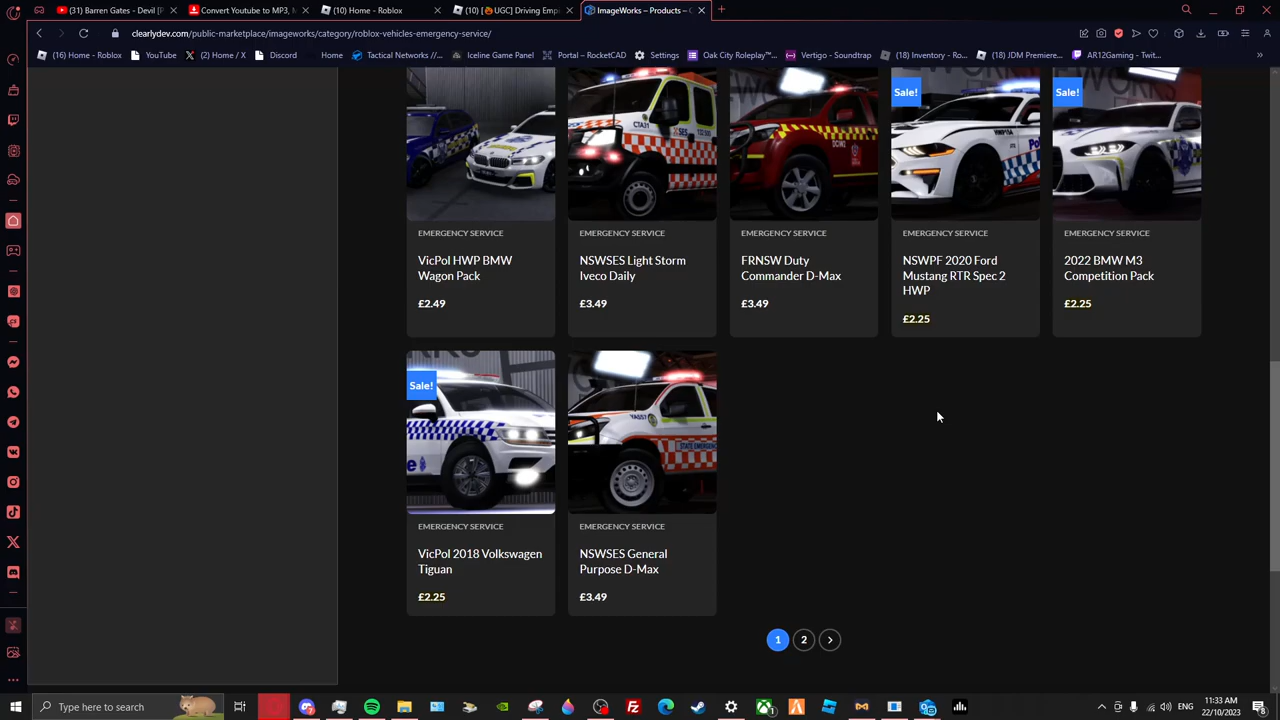 (31) Barren Gates - Devil [
Convert Youtube to MP3,
(10) Home - Roblox
(10) [🔥UGC] Driving Empi
ImageWorks – Products – C
clearlydev.com/public-marketplace/imageworks/category/roblox-vehicles-emergency-service/
(16) Home - Roblox
YouTube
(2) Home / X
Discord
Tactical Networks //...
Iceline Game Panel
Portal – RocketCAD
Settings
Oak City Roleplay™...
Vertigo - Soundtrap
(18) Inventory - Ro...
(18) JDM Premiere...
AR12Gaming - Twit...
Sale!
Sale!
EMERGENCY SERVICE
VicPol HWP BMW
Wagon Pack
£2.49
EMERGENCY SERVICE
NSWSES Light Storm
Iveco Daily
£3.49
EMERGENCY SERVICE
FRNSW Duty
Commander D-Max
£3.49
EMERGENCY SERVICE
NSWPF 2020 Ford
Mustang RTR Spec 2
HWP
£2.25
EMERGENCY SERVICE
2022 BMW M3
Competition Pack
£2.25
Sale!
EMERGENCY SERVICE
VicPol 2018 Volkswagen
Tiguan
£2.25
EMERGENCY SERVICE
NSWSES General
Purpose D-Max
£3.49
1 2
Type here to search
11:33 AM
22/10/2023